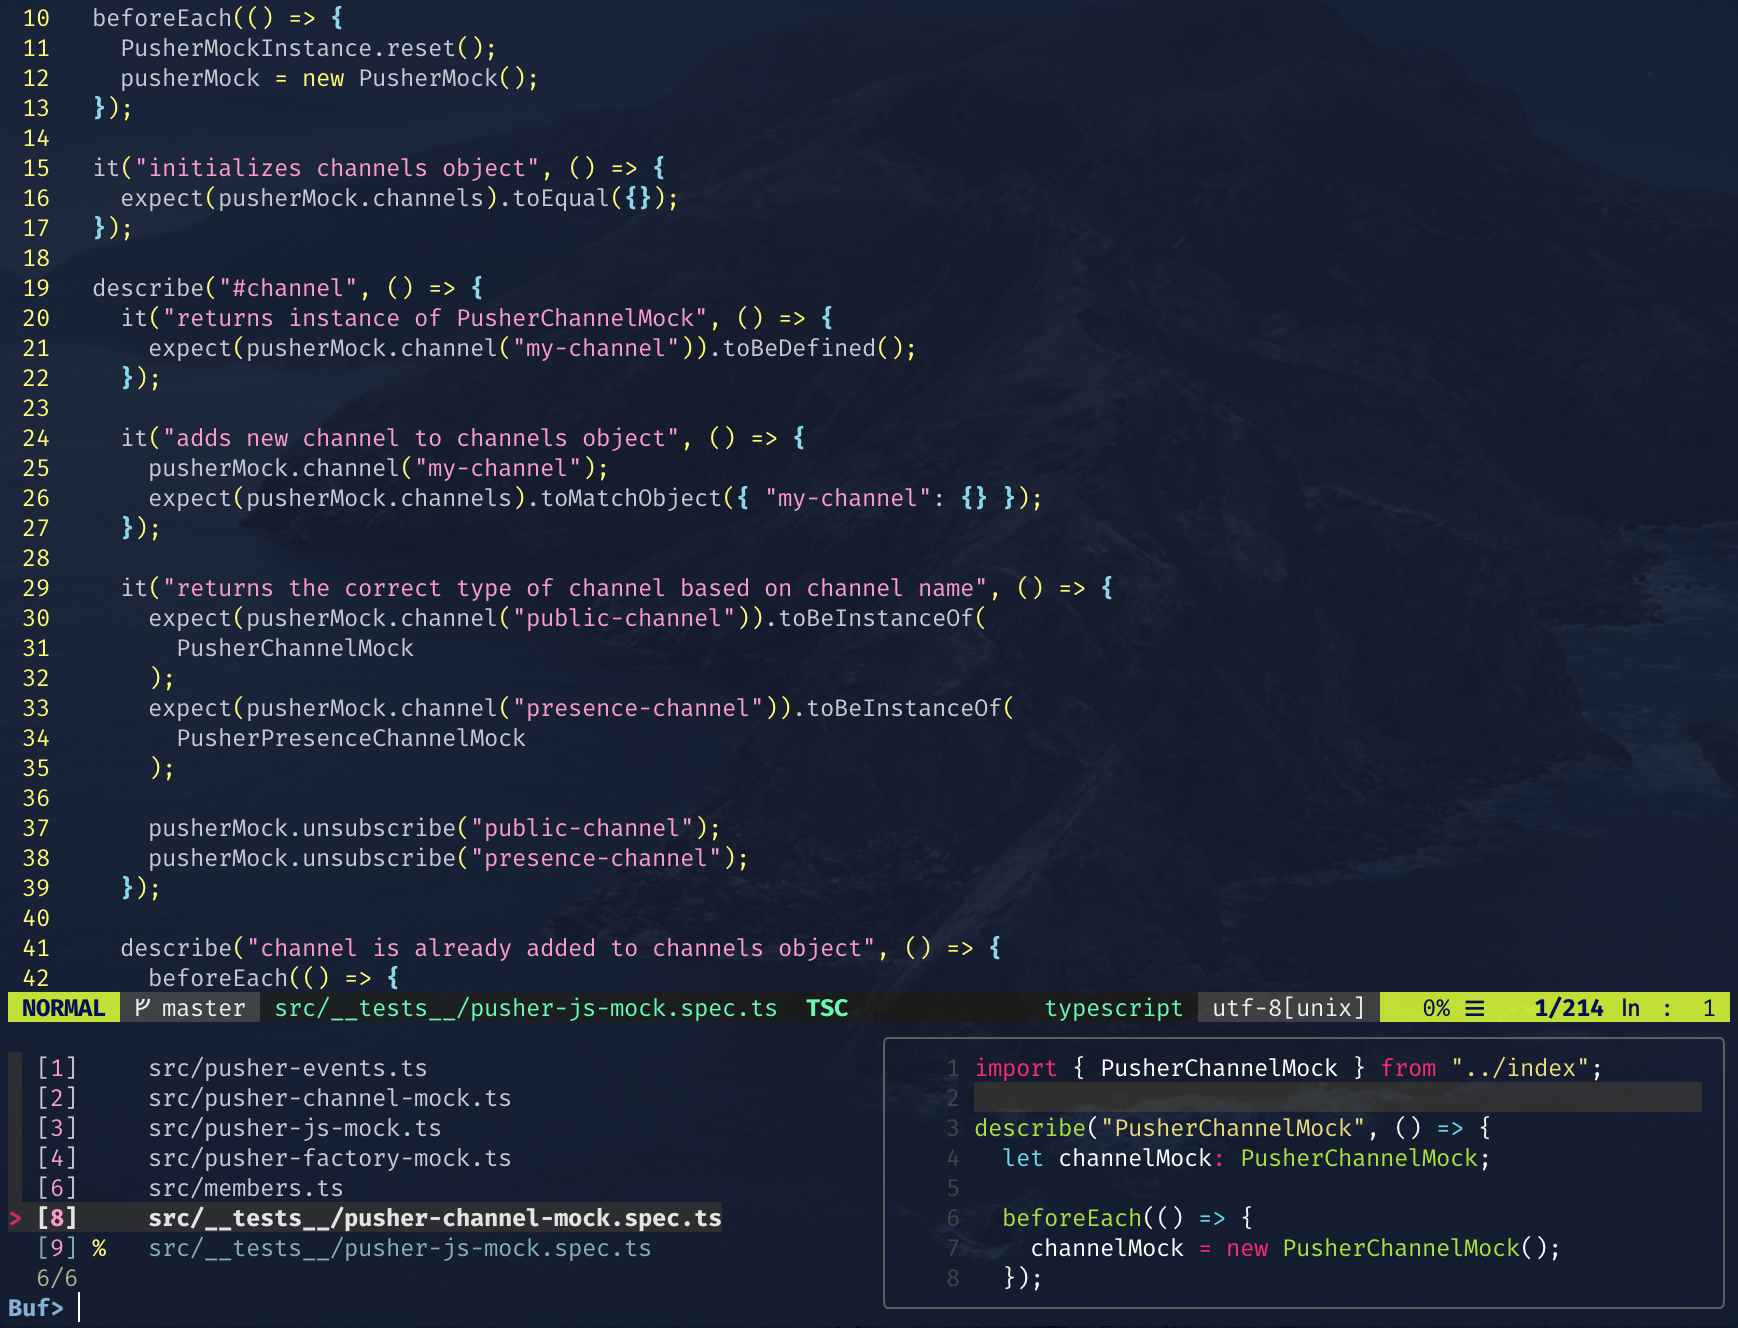 10 beforeEach(() => {
11 PusherMockInstance.reset();
12 pusherMock = new PusherMock();
13 });
14
15 it("initializes channels object", () => {
16 expect(pusherMock.channels).toEqual({});
17 });
18
19 describe("#channel", () => {
20 it("returns instance of PusherChannelMock", () => {
21 expect(pusherMock.channel("my-channel")).toBeDefined();
22 });
23
24 it("adds new channel to channels object", () => {
25 pusherMock.channel("my-channel");
26 expect(pusherMock.channels).toMatchObject({ "my-channel": {} });
27 });
28
29 it("returns the correct type of channel based on channel name", () => {
30 expect(pusherMock.channel("public-channel")).toBeInstanceOf(
31 PusherChannelMock
32 );
33 expect(pusherMock.channel("presence-channel")).toBeInstanceOf(
34 PusherPresenceChannelMock
35 );
36
37 pusherMock.unsubscribe("public-channel");
38 pusherMock.unsubscribe("presence-channel");
39 });
40
41 describe("channel is already added to channels object", () => {
42 beforeEach(() => {
NORMAL master src/__tests__/pusher-js-mock.spec.ts TSC typescript utf-8[unix] 0% ☰ 1/214 ln : 1
[1] src/pusher-events.ts
[2] src/pusher-channel-mock.ts
[3] src/pusher-js-mock.ts
[4] src/pusher-factory-mock.ts
[6] src/members.ts
> [8] src/__tests__/pusher-channel-mock.spec.ts
[9] % src/__tests__/pusher-js-mock.spec.ts
6/6
Buf>
1 import { PusherChannelMock } from "../index";
2
3 describe("PusherChannelMock", () => {
4 let channelMock: PusherChannelMock;
5
6 beforeEach(() => {
7 channelMock = new PusherChannelMock();
8 });